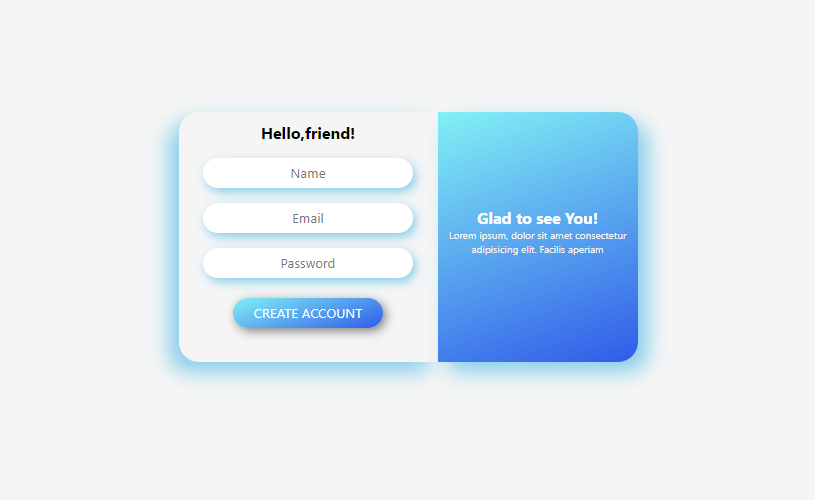 Hello,friend!
Name
Email
Password
CREATE ACCOUNT
Glad to see You!
Lorem ipsum, dolor sit amet consectetur
adipisicing elit. Facilis aperiam